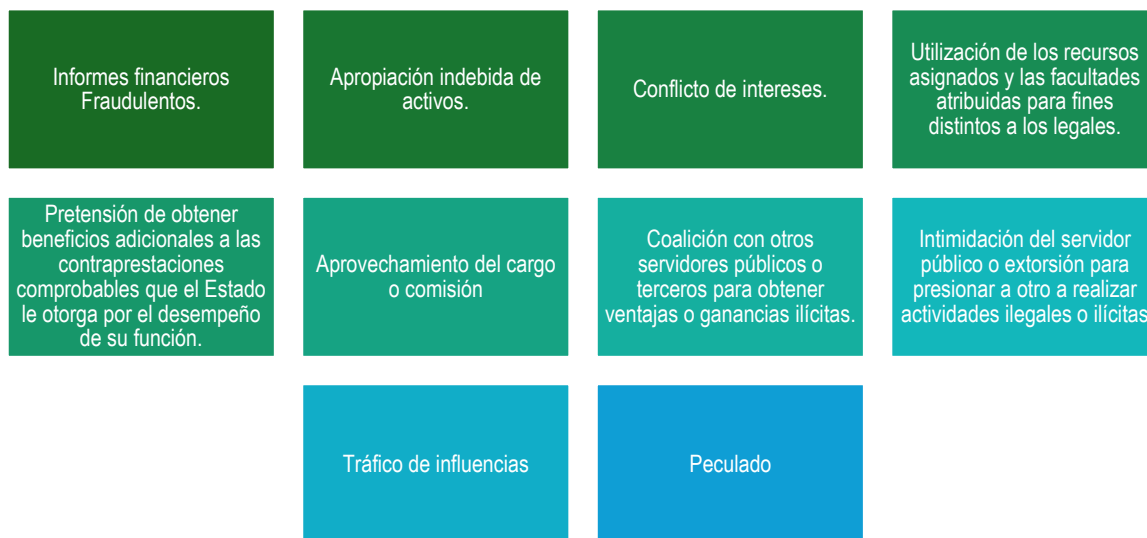 Informes financieros
Fraudulentos.
Apropiación indebida de
activos.
Conflicto de intereses.
Utilización de los recursos
asignados y las facultades
atribuidas para fines
distintos a los legales.
Pretensión de obtener
beneficios adicionales a las
contraprestaciones
comprobables que el Estado
le otorga por el desempeño
de su función.
Aprovechamiento del cargo
o comisión
Coalición con otros
servidores públicos o
terceros para obtener
ventajas o ganancias ilícitas.
Intimidación del servidor
público o extorsión para
presionar a otro a realizar
actividades ilegales o ilícitas
Tráfico de influencias
Peculado